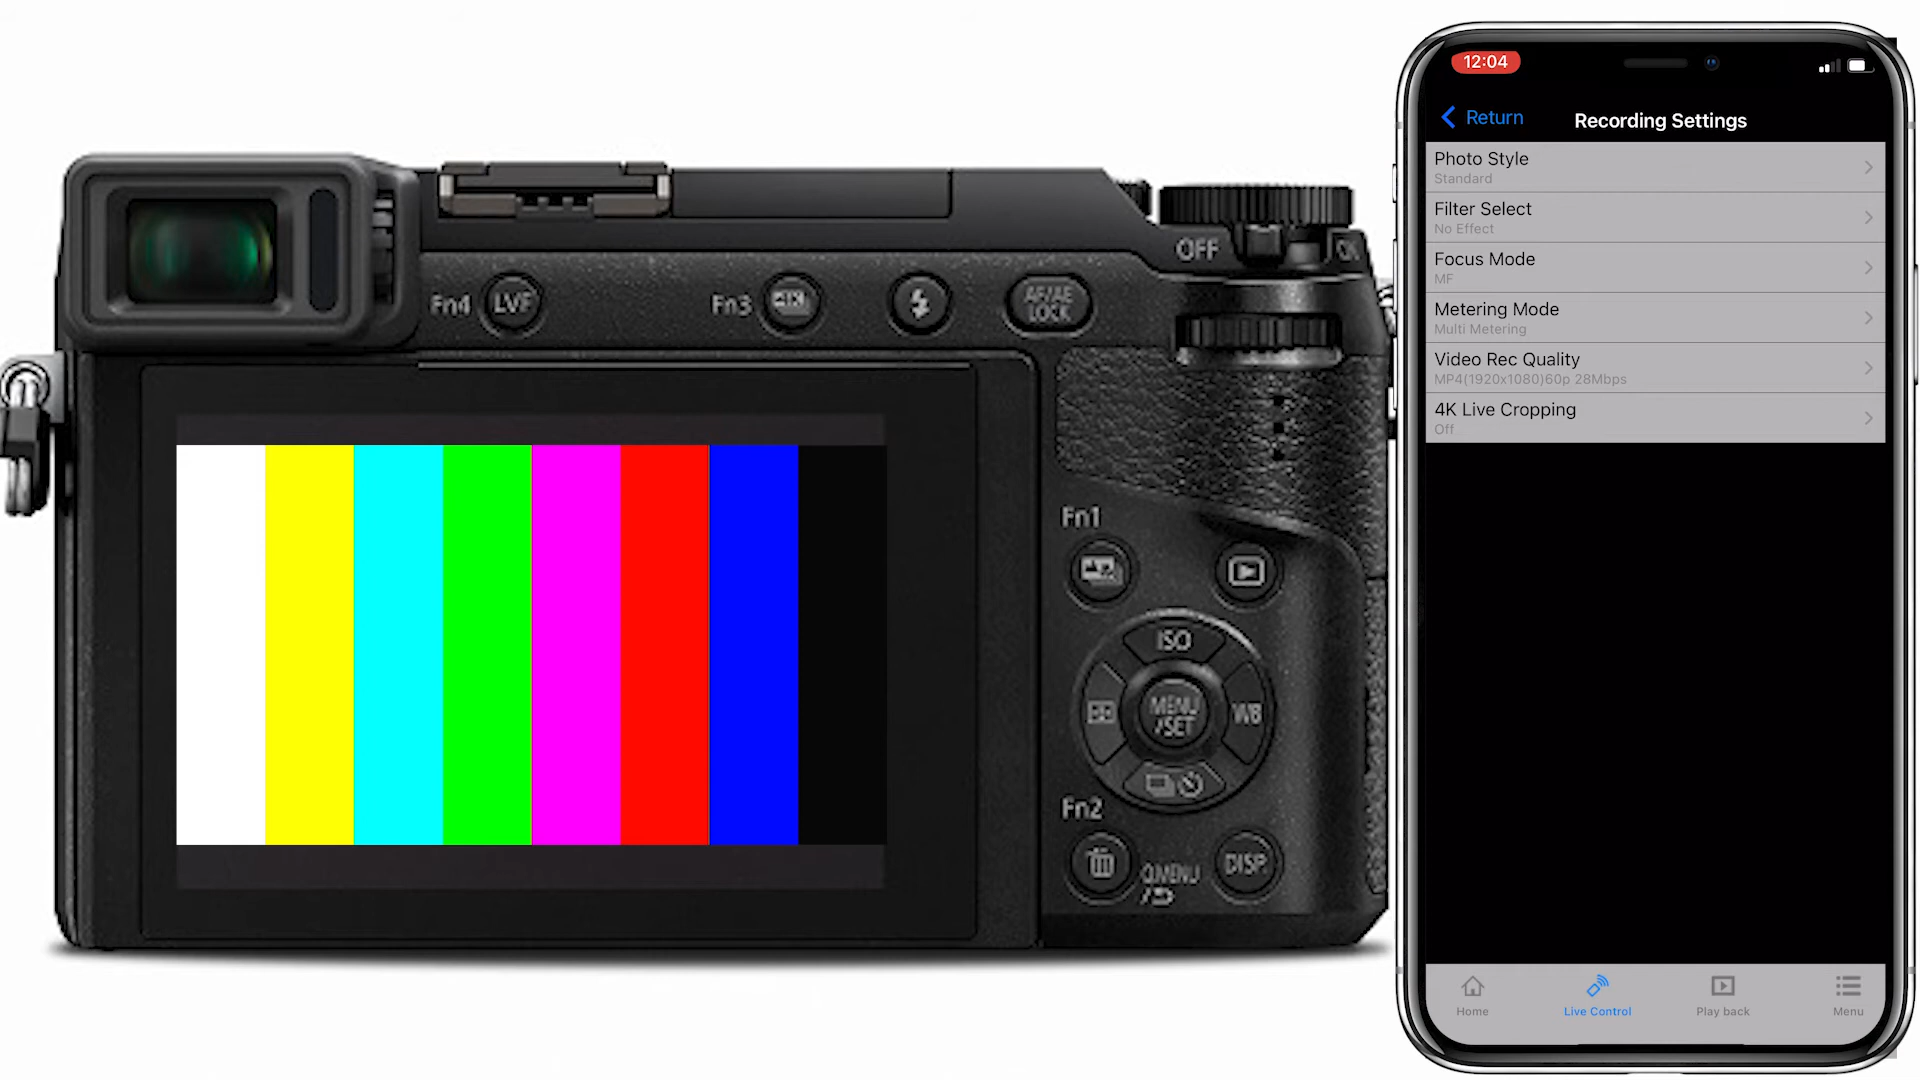 OFF
Fn4 LVF Fn3 4K AF/AE
LOCK
Fn1
ISO
MENU
/SET
WB
Fn2
Q.MENU
DISP.
12:04
Return Recording Settings
Photo Style
Standard
Filter Select
No Effect
Focus Mode
MF
Metering Mode
Multi Metering
Video Rec Quality
MP4(1920x1080)60p 28Mbps
4K Live Cropping
Off
Home Live Control Play back Menu